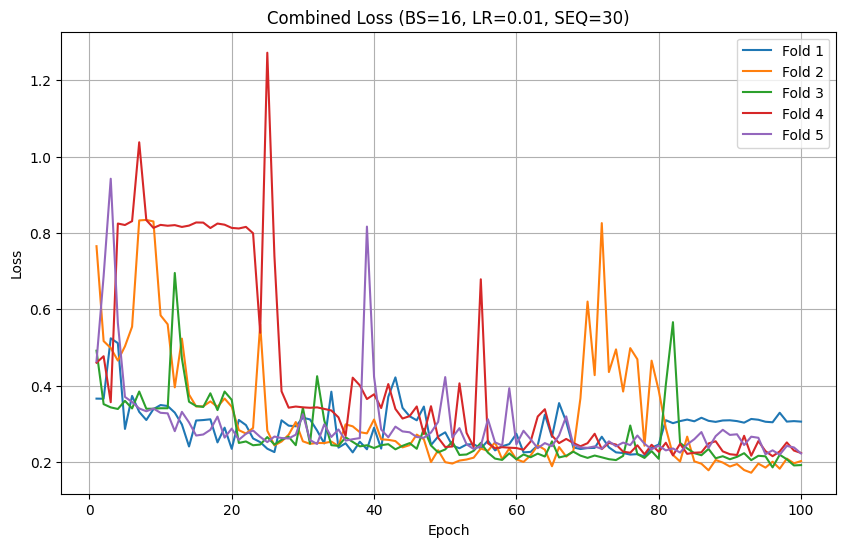 Combined Loss (BS=16, LR=0.01, SEQ=30)
Fold 1
Fold 2
Fold 3
Fold 4
Fold 5
Loss
1.2
1.0
0.8
0.6
0.4
0.2
0 20 40 60 80 100
Epoch